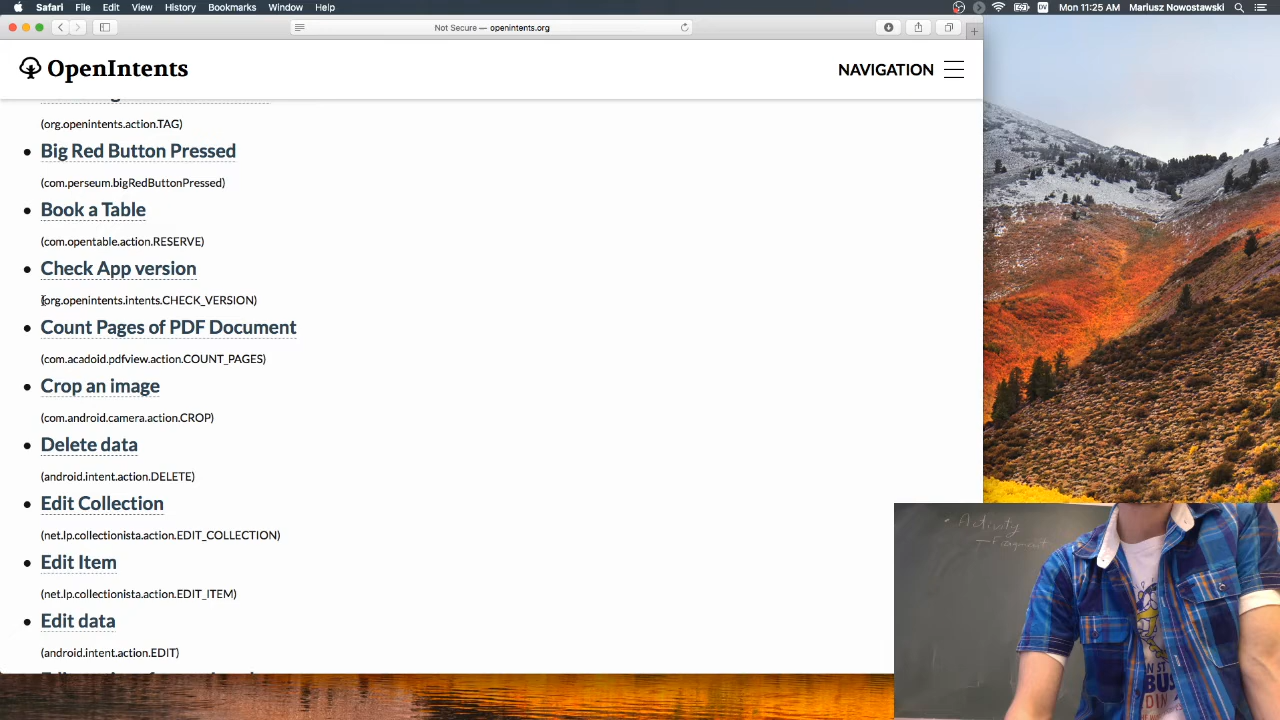 Safari File Edit View History Bookmarks Window Help
Mon 11:25 AM Mariusz Nowostawski
Not Secure — openintents.org
OpenIntents
NAVIGATION
(org.openintents.action.TAG)
Big Red Button Pressed
(com.perseum.bigRedButtonPressed)
Book a Table
(com.opentable.action.RESERVE)
Check App version
(org.openintents.intents.CHECK_VERSION)
Count Pages of PDF Document
(com.acadoid.pdfview.action.COUNT_PAGES)
Crop an image
(com.android.camera.action.CROP)
Delete data
(android.intent.action.DELETE)
Edit Collection
(net.lp.collectionista.action.EDIT_COLLECTION)
Edit Item
(net.lp.collectionista.action.EDIT_ITEM)
Edit data
(android.intent.action.EDIT)
Activity
Fragment